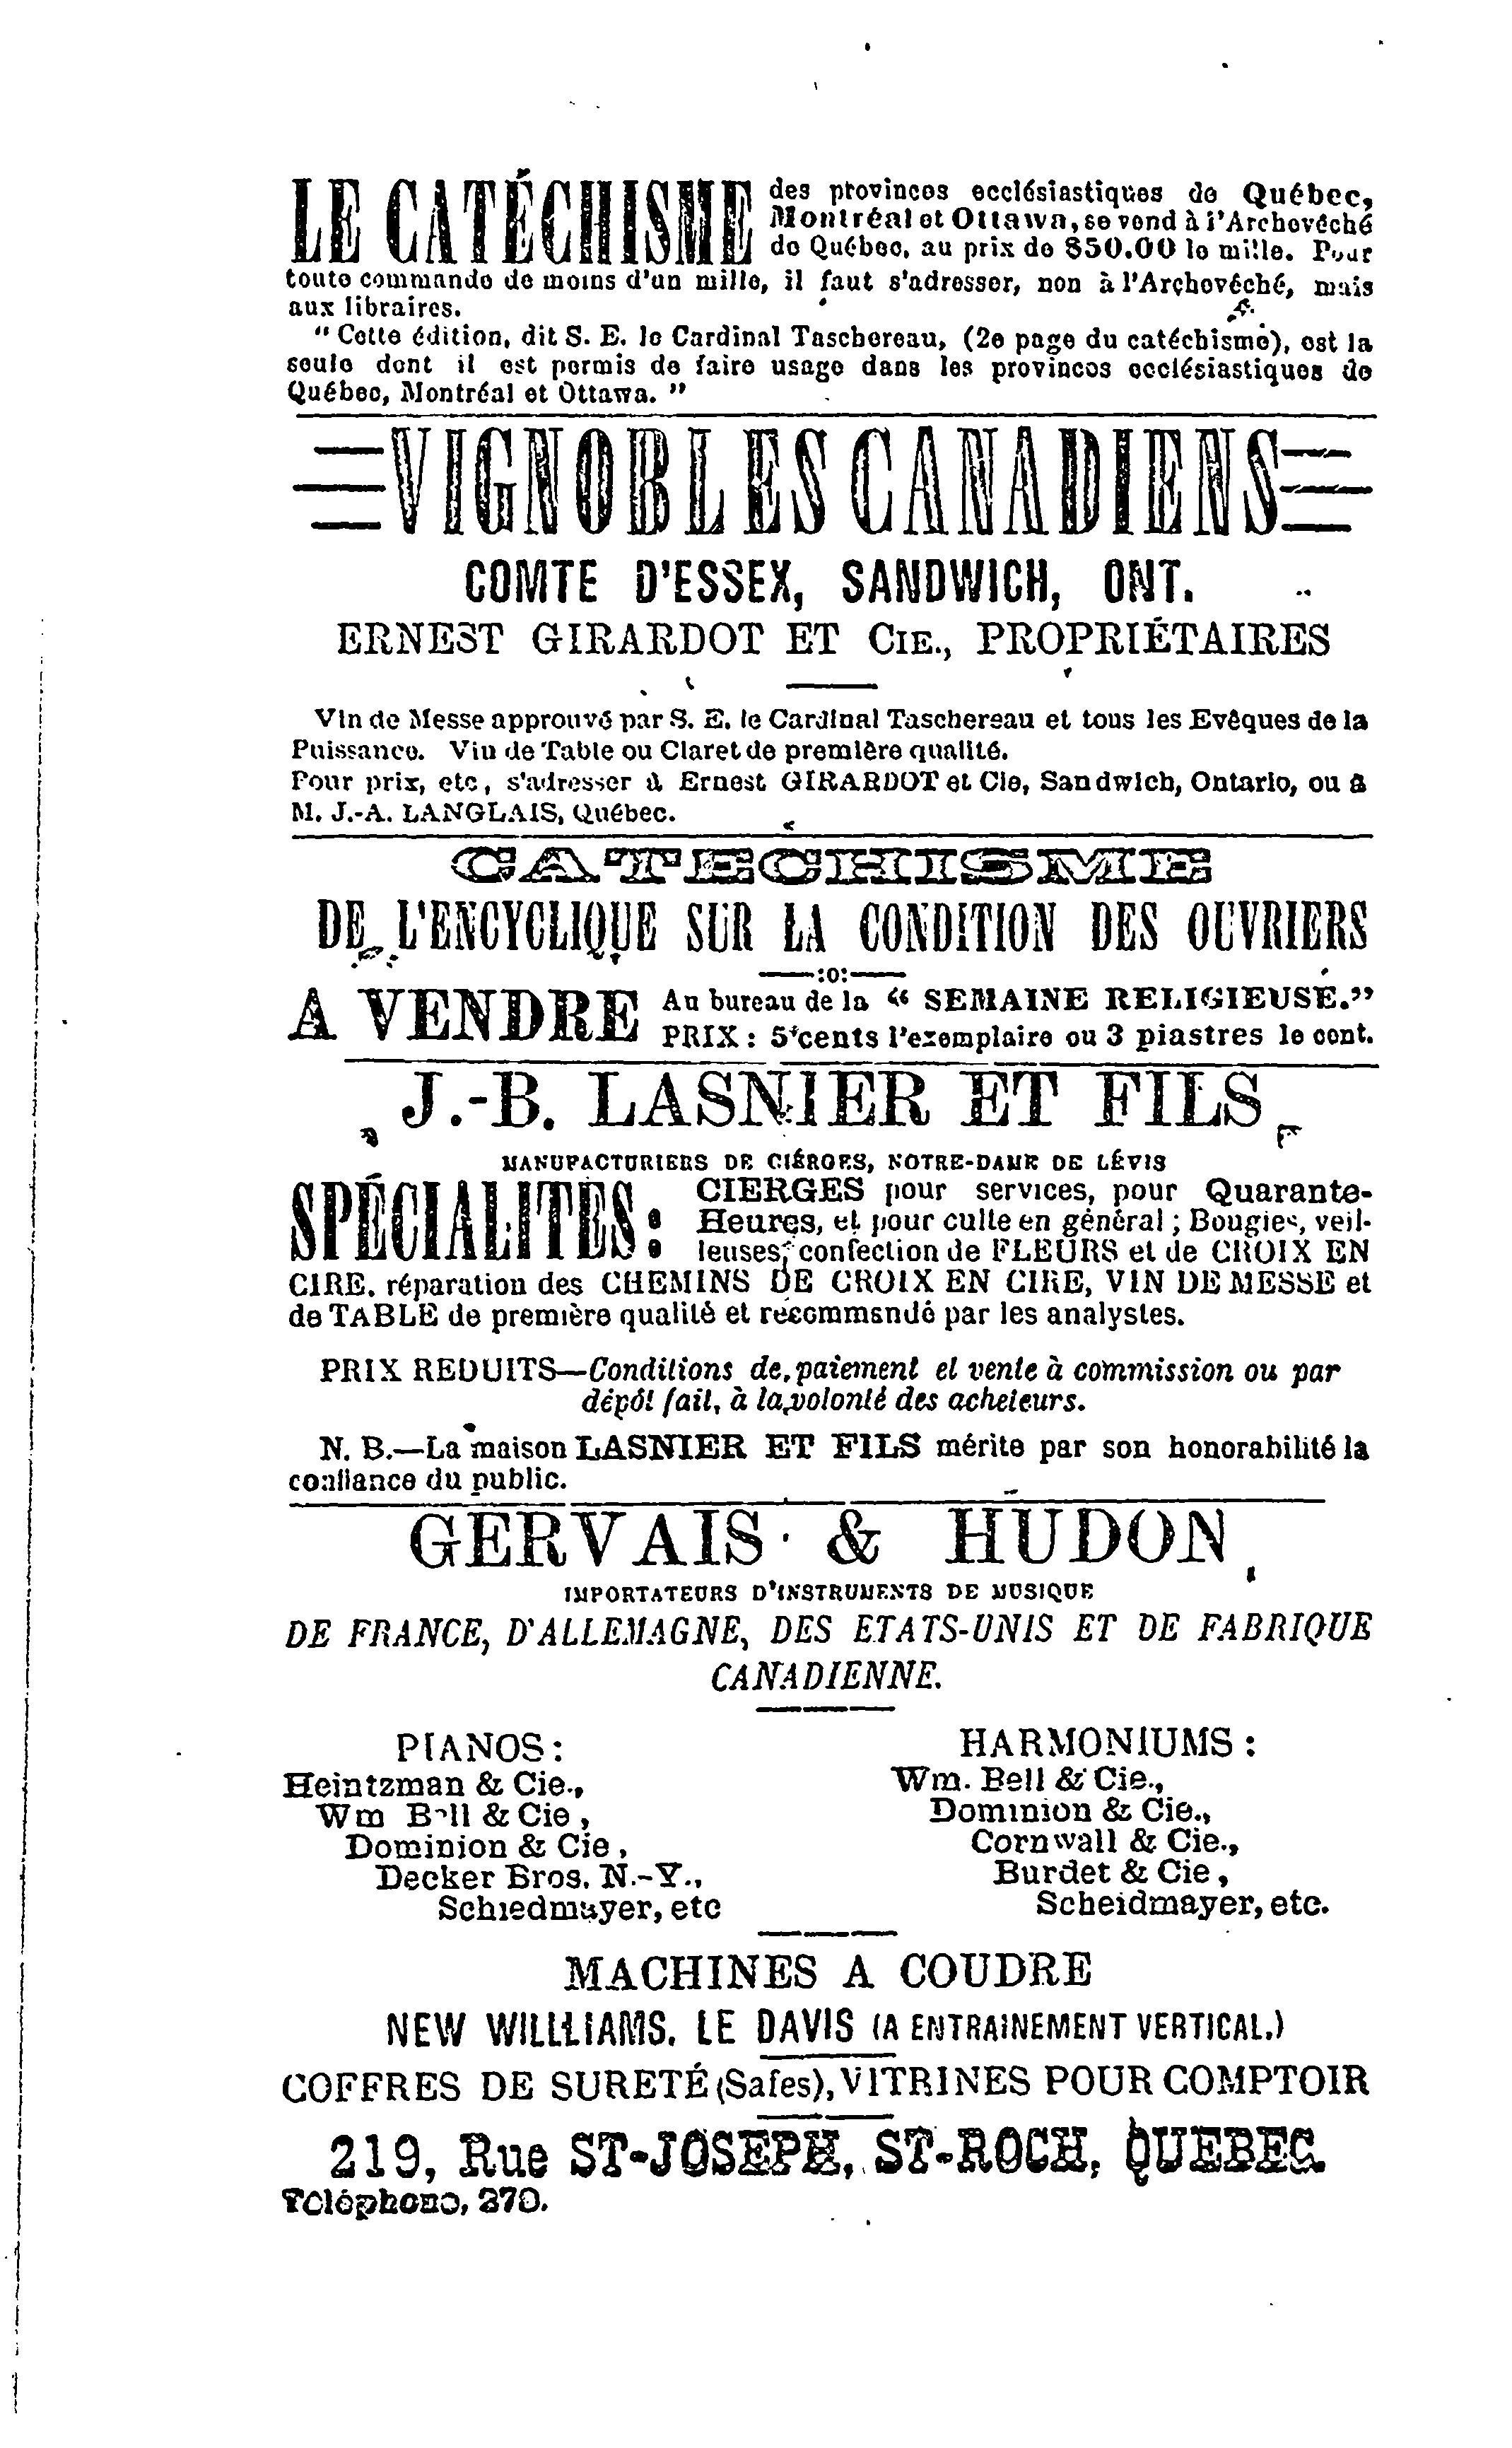 LE CATÉCHISME des provinces ecclésiastiques de Québec,
Montréal et Ottawa, se vend à l'Archevêché
de Québec, au prix de $50.00 le mille. Pour
toute commande de moins d'un mille, il faut s'adresser, non à l'Archevêché, mais
aux libraires.
" Cette édition, dit S. E. le Cardinal Taschereau, (2e page du catéchisme), est la
seule dont il est permis de faire usage dans les provinces ecclésiastiques de
Québec, Montréal et Ottawa. "
VIGNOBLES CANADIENS
COMTE D'ESSEX, SANDWICH, ONT.
ERNEST GIRARDOT ET CIE., PROPRIÉTAIRES
Vin de Messe approuvé par S. E. le Cardinal Taschereau et tous les Evêques de la
Puissance. Vin de Table ou Claret de première qualité.
Pour prix, etc, s'adresser à Ernest GIRARDOT et Cie, Sandwich, Ontario, ou à
M. J.-A. LANGLAIS, Québec.
CATECHISME
DE L'ENCYCLIQUE SUR LA CONDITION DES OUVRIERS
—:o:—
A VENDRE Au bureau de la " SEMAINE RELIGIEUSE."
PRIX : 5 cents l'exemplaire ou 3 piastres le cent.
J.-B. LASNIER ET FILS
MANUFACTURIERS DE CIÉRGES, NOTRE-DAME DE LÉVIS
SPÉCIALITES : CIERGES pour services, pour Quarante-
Heures, et pour culte en général ; Bougies, veil-
leuses, confection de FLEURS et de CROIX EN
CIRE, réparation des CHEMINS DE CROIX EN CIRE, VIN DE MESSE et
de TABLE de première qualité et recommandé par les analystes.
PRIX REDUITS—Conditions de paiement et vente à commission ou par
dépôt fait, à la volonté des acheteurs.
N. B.—La maison LASNIER ET FILS mérite par son honorabilité la
confiance du public.
GERVAIS & HUDON
IMPORTATEURS D'INSTRUMENTS DE MUSIQUE
DE FRANCE, D'ALLEMAGNE, DES ETATS-UNIS ET DE FABRIQUE
CANADIENNE.
PIANOS :
Heintzman & Cie.,
Wm Bell & Cie,
Dominion & Cie,
Decker Bros. N.-Y.,
Schiedmayer, etc
HARMONIUMS :
Wm. Bell & Cie.,
Dominion & Cie.,
Cornwall & Cie.,
Burdet & Cie,
Scheidmayer, etc.
MACHINES A COUDRE
NEW WILLLIAMS, LE DAVIS (A ENTRAINEMENT VERTICAL.)
COFFRES DE SURETÉ (Safes), VITRINES POUR COMPTOIR
219, Rue ST-JOSEPH, ST-ROCH, QUEBEC.
Téléphone, 270.